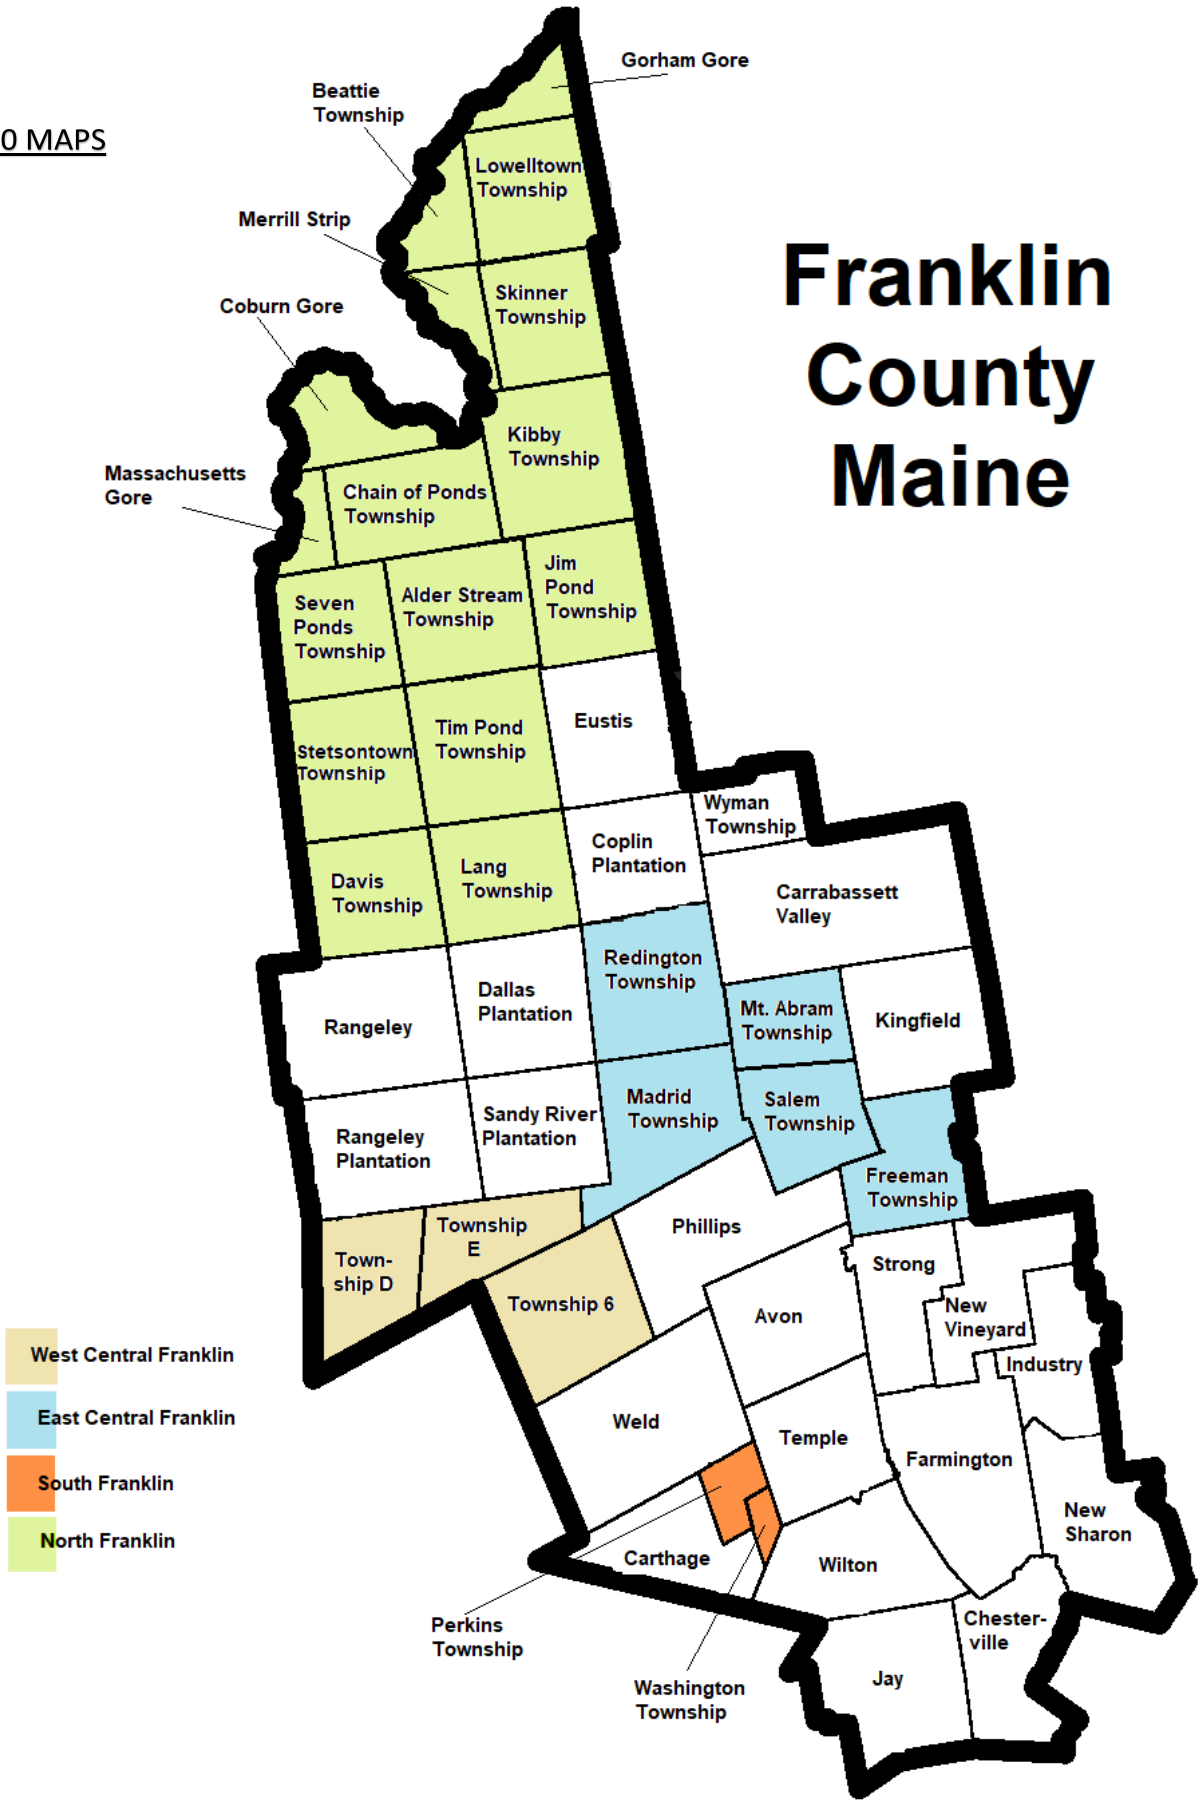 0 MAPS
Franklin
County
Maine
Gorham Gore
Beattie
Township
Lowelltown
Township
Merrill Strip
Skinner
Township
Coburn Gore
Kibby
Township
Massachusetts
Gore
Chain of Ponds
Township
Jim
Pond
Township
Alder Stream
Township
Seven
Ponds
Township
Eustis
Tim Pond
Township
Stetsontown
Township
Wyman
Township
Coplin
Plantation
Lang
Township
Davis
Township
Carrabassett
Valley
Redington
Township
Dallas
Plantation
Mt. Abram
Township
Kingfield
Rangeley
Madrid
Township
Salem
Township
Sandy River
Plantation
Rangeley
Plantation
Freeman
Township
Township
E
Phillips
Town-
ship D
Strong
Township 6
Avon
New
Vineyard
Industry
West Central Franklin
East Central Franklin
South Franklin
North Franklin
Weld
Temple
Farmington
New
Sharon
Carthage
Wilton
Perkins
Township
Chester-
ville
Washington
Township
Jay